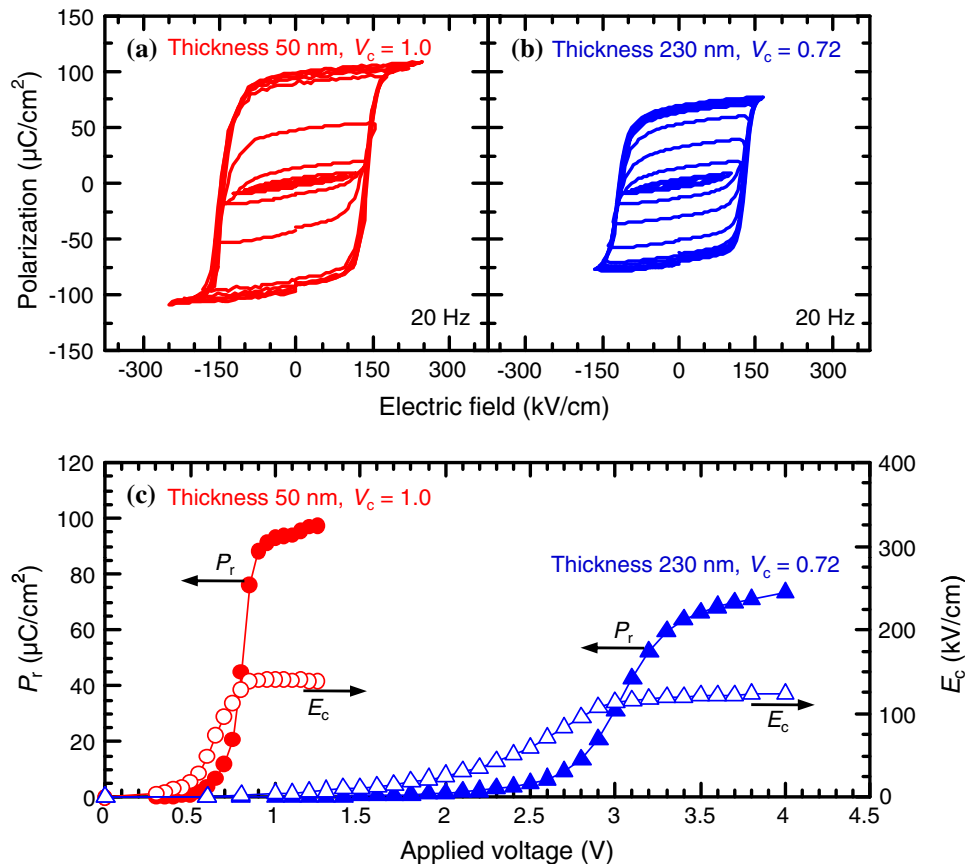 (a) Thickness 50 nm, Vc = 1.0
(b) Thickness 230 nm, Vc = 0.72
Polarization (µC/cm²)
150
100
50
0
-50
-100
-150
20 Hz
20 Hz
-300 -150 0 150 300
-300 -150 0 150 300
Electric field (kV/cm)
(c) Thickness 50 nm, Vc = 1.0
Thickness 230 nm, Vc = 0.72
Pr
Pr
Ec
Ec
Pr (µC/cm²)
120
100
80
60
40
20
0
400
300
200
100
0
Ec (kV/cm)
0 0.5 1 1.5 2 2.5 3 3.5 4 4.5
Applied voltage (V)